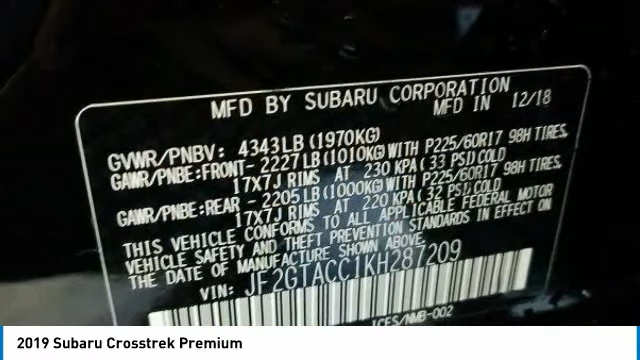 MFD BY SUBARU CORPORATION
MFD IN 12/18
GVWR/PNBV: 4343LB(1970KG)
GAWR/PNBE:FRONT- 2227LB(1010KG)WITH P225/60R17 98H TIRES,
17X7J RIMS AT 230 KPA( 33 PSI)COLD
GAWR/PNBE:REAR - 2205LB(1000KG)WITH P225/60R17 98H TIRES,
17X7J RIMS AT 220 KPA( 32 PSI)COLD
THIS VEHICLE CONFORMS TO ALL APPLICABLE FEDERAL MOTOR
VEHICLE SAFETY AND THEFT PREVENTION STANDARDS IN EFFECT ON
THE DATE OF MANUFACTURE SHOWN ABOVE.
VIN: JF2GTACC1KH287209
ICES/NMB-002
2019 Subaru Crosstrek Premium